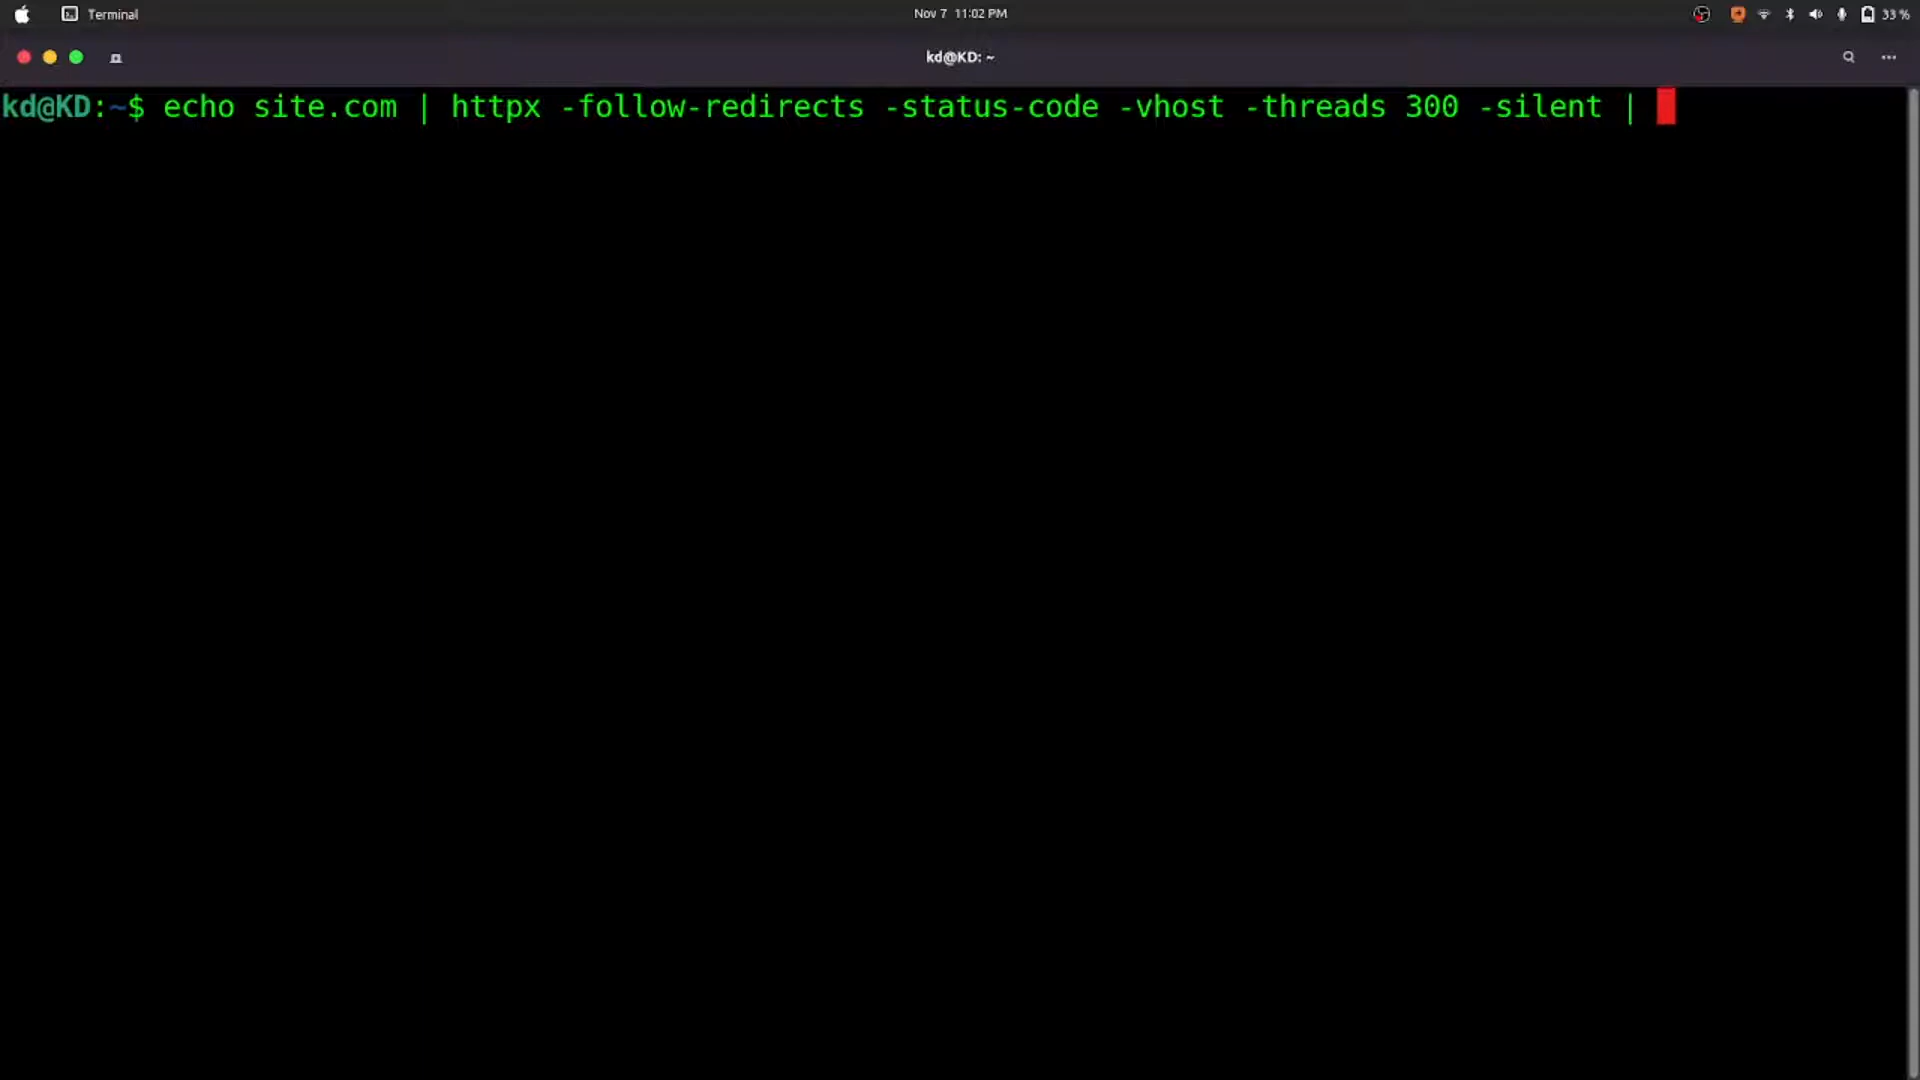 Terminal
Nov 7 11:02 PM
33 %
kd@KD: ~
kd@KD:~$ echo site.com | httpx -follow-redirects -status-code -vhost -threads 300 -silent |